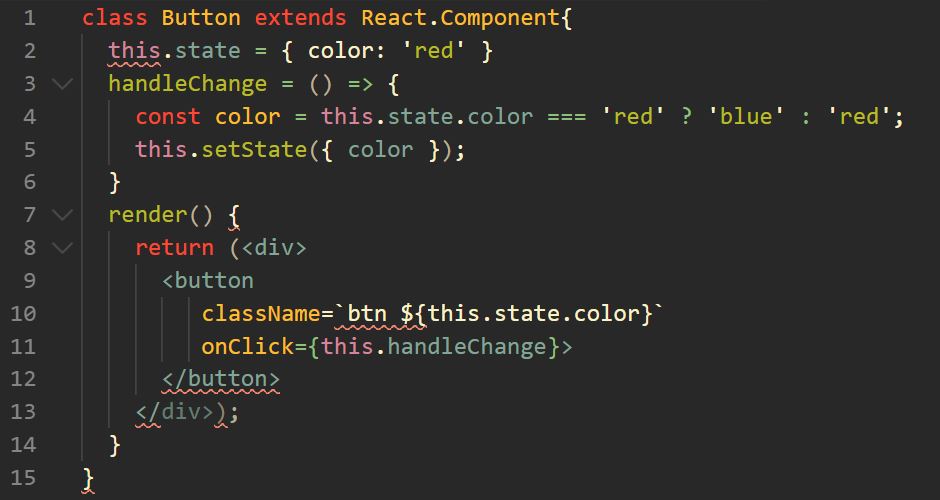 1 class Button extends React.Component{
2 this.state = { color: 'red' }
3 handleChange = () => {
4 const color = this.state.color === 'red' ? 'blue' : 'red';
5 this.setState({ color });
6 }
7 render() {
8 return (<div>
9 <button
10 className=`btn ${this.state.color}`
11 onClick={this.handleChange}>
12 </button>
13 </div>);
14 }
15 }